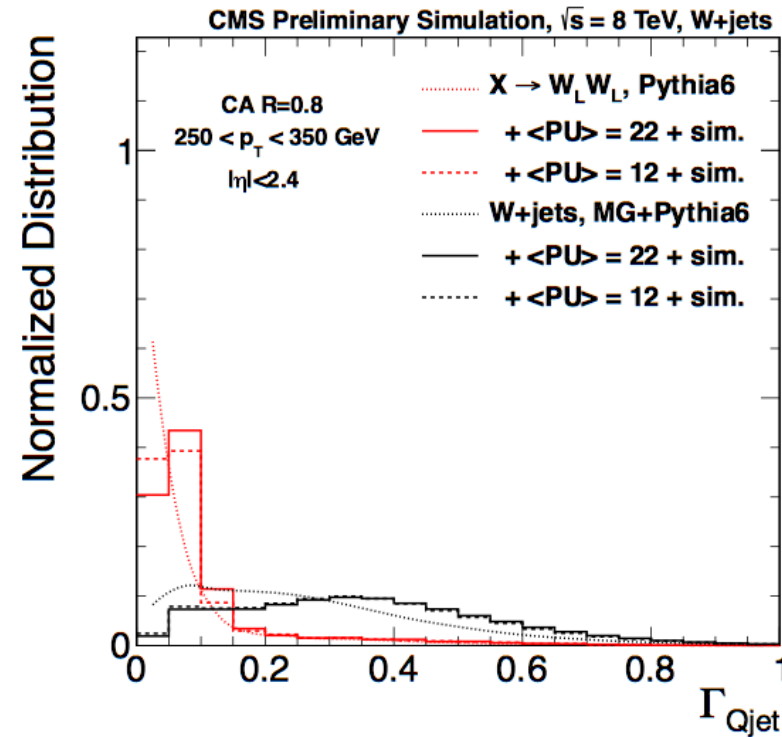 CMS Preliminary Simulation, √s = 8 TeV, W+jets
CA R=0.8
250 < p_T < 350 GeV
|η|<2.4
X → W_L W_L, Pythia6
+ <PU> = 22 + sim.
+ <PU> = 12 + sim.
W+jets, MG+Pythia6
+ <PU> = 22 + sim.
+ <PU> = 12 + sim.
Normalized Distribution
1
0.5
0
0 0.2 0.4 0.6 0.8 1
Γ_Qjet